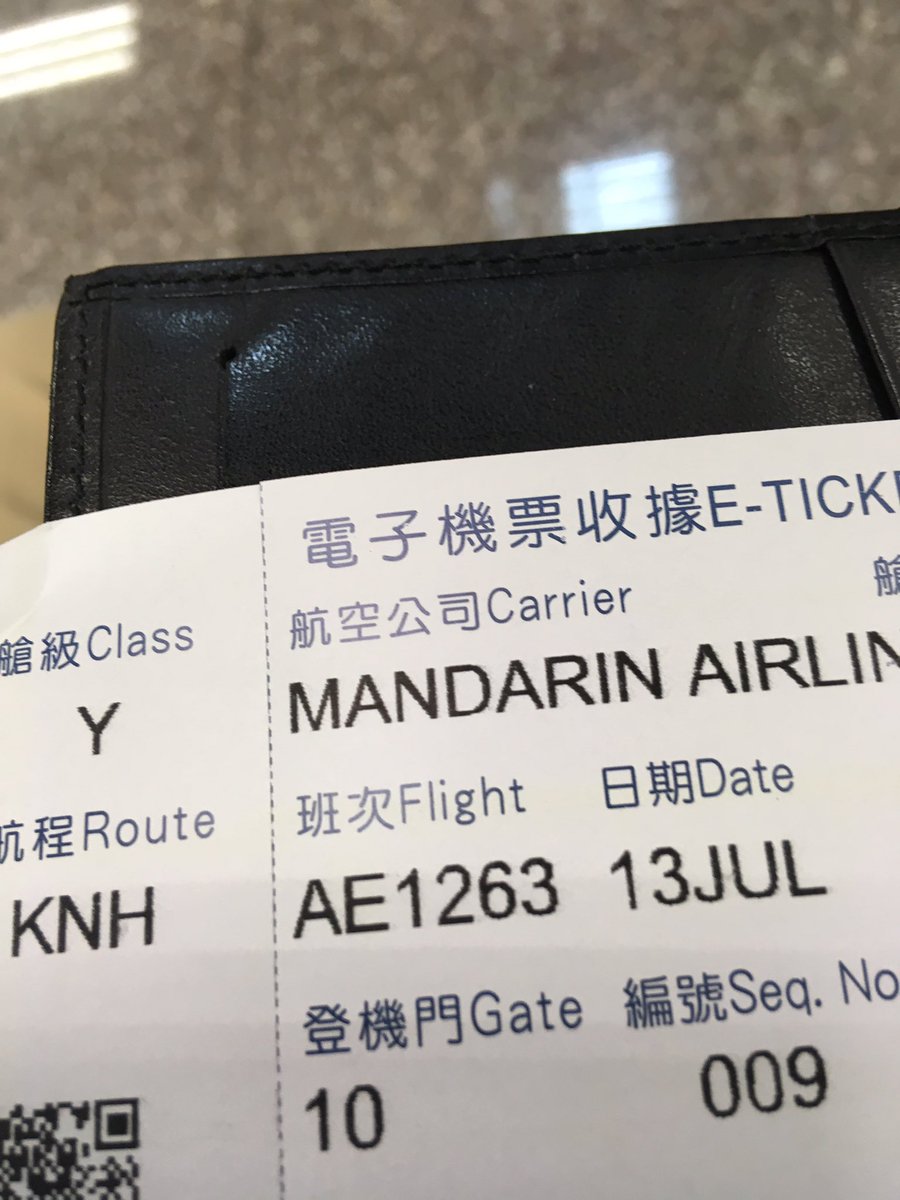 艙級Class
Y
航程Route
KNH
電子機票收據E-TICKE
航空公司Carrier
艙
MANDARIN AIRLIN
班次Flight 日期Date
AE1263 13JUL
登機門Gate 編號Seq. No
10 009